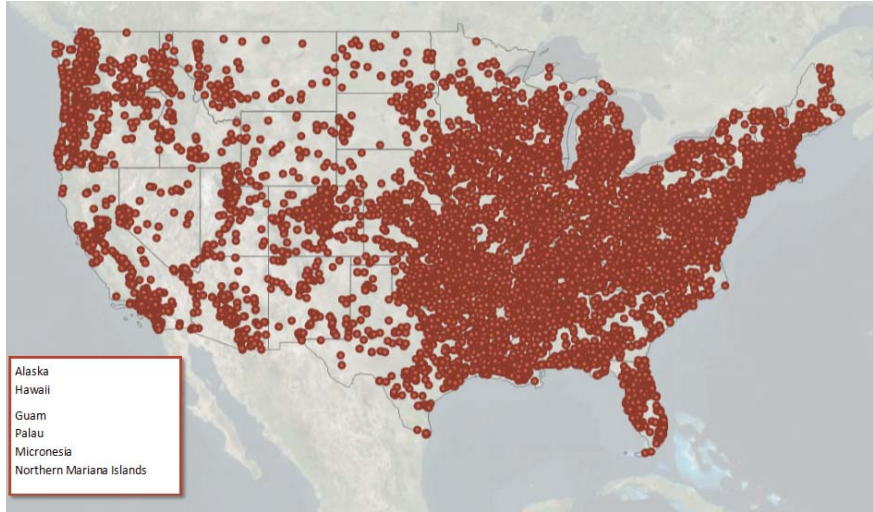 Alaska
Hawaii
Guam
Palau
Micronesia
Northern Mariana Islands